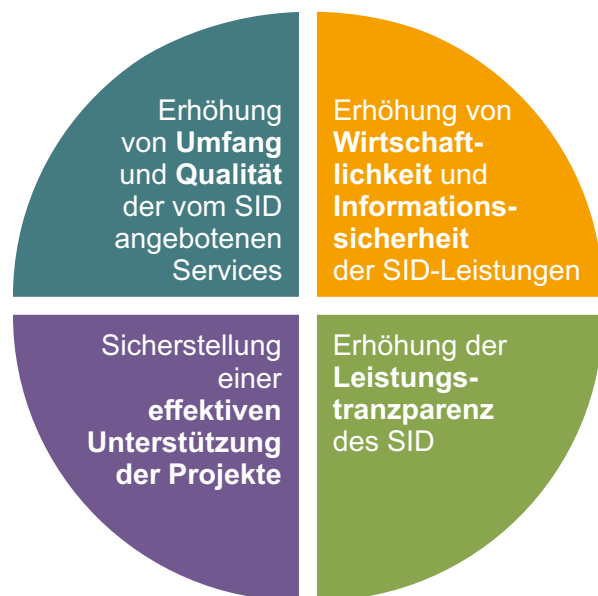 Erhöhung
von Umfang
und Qualität
der vom SID
angebotenen
Services
Erhöhung von
Wirtschaft-
lichkeit und
Informations-
sicherheit
der SID-Leistungen
Sicherstellung
einer
effektiven
Unterstützung
der Projekte
Erhöhung der
Leistungs-
tranzparenz
des SID